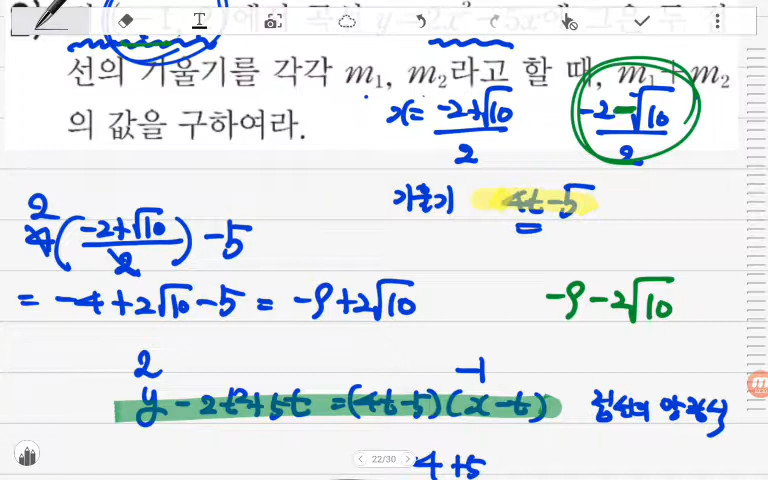 선의 기울기를 각각 m₁, m₂라고 할 때, m₁+m₂
의 값을 구하여라.
x= (-2+√10)/2   (-2-√10)/2
기울기 4t-5
2
4((-2+√10)/2) -5
= -4+2√10-5 = -9+2√10   -9-2√10
2   -1
y-2t²+5t=(4t-5)(x-t) 접선의 방정식
22/30
4+5